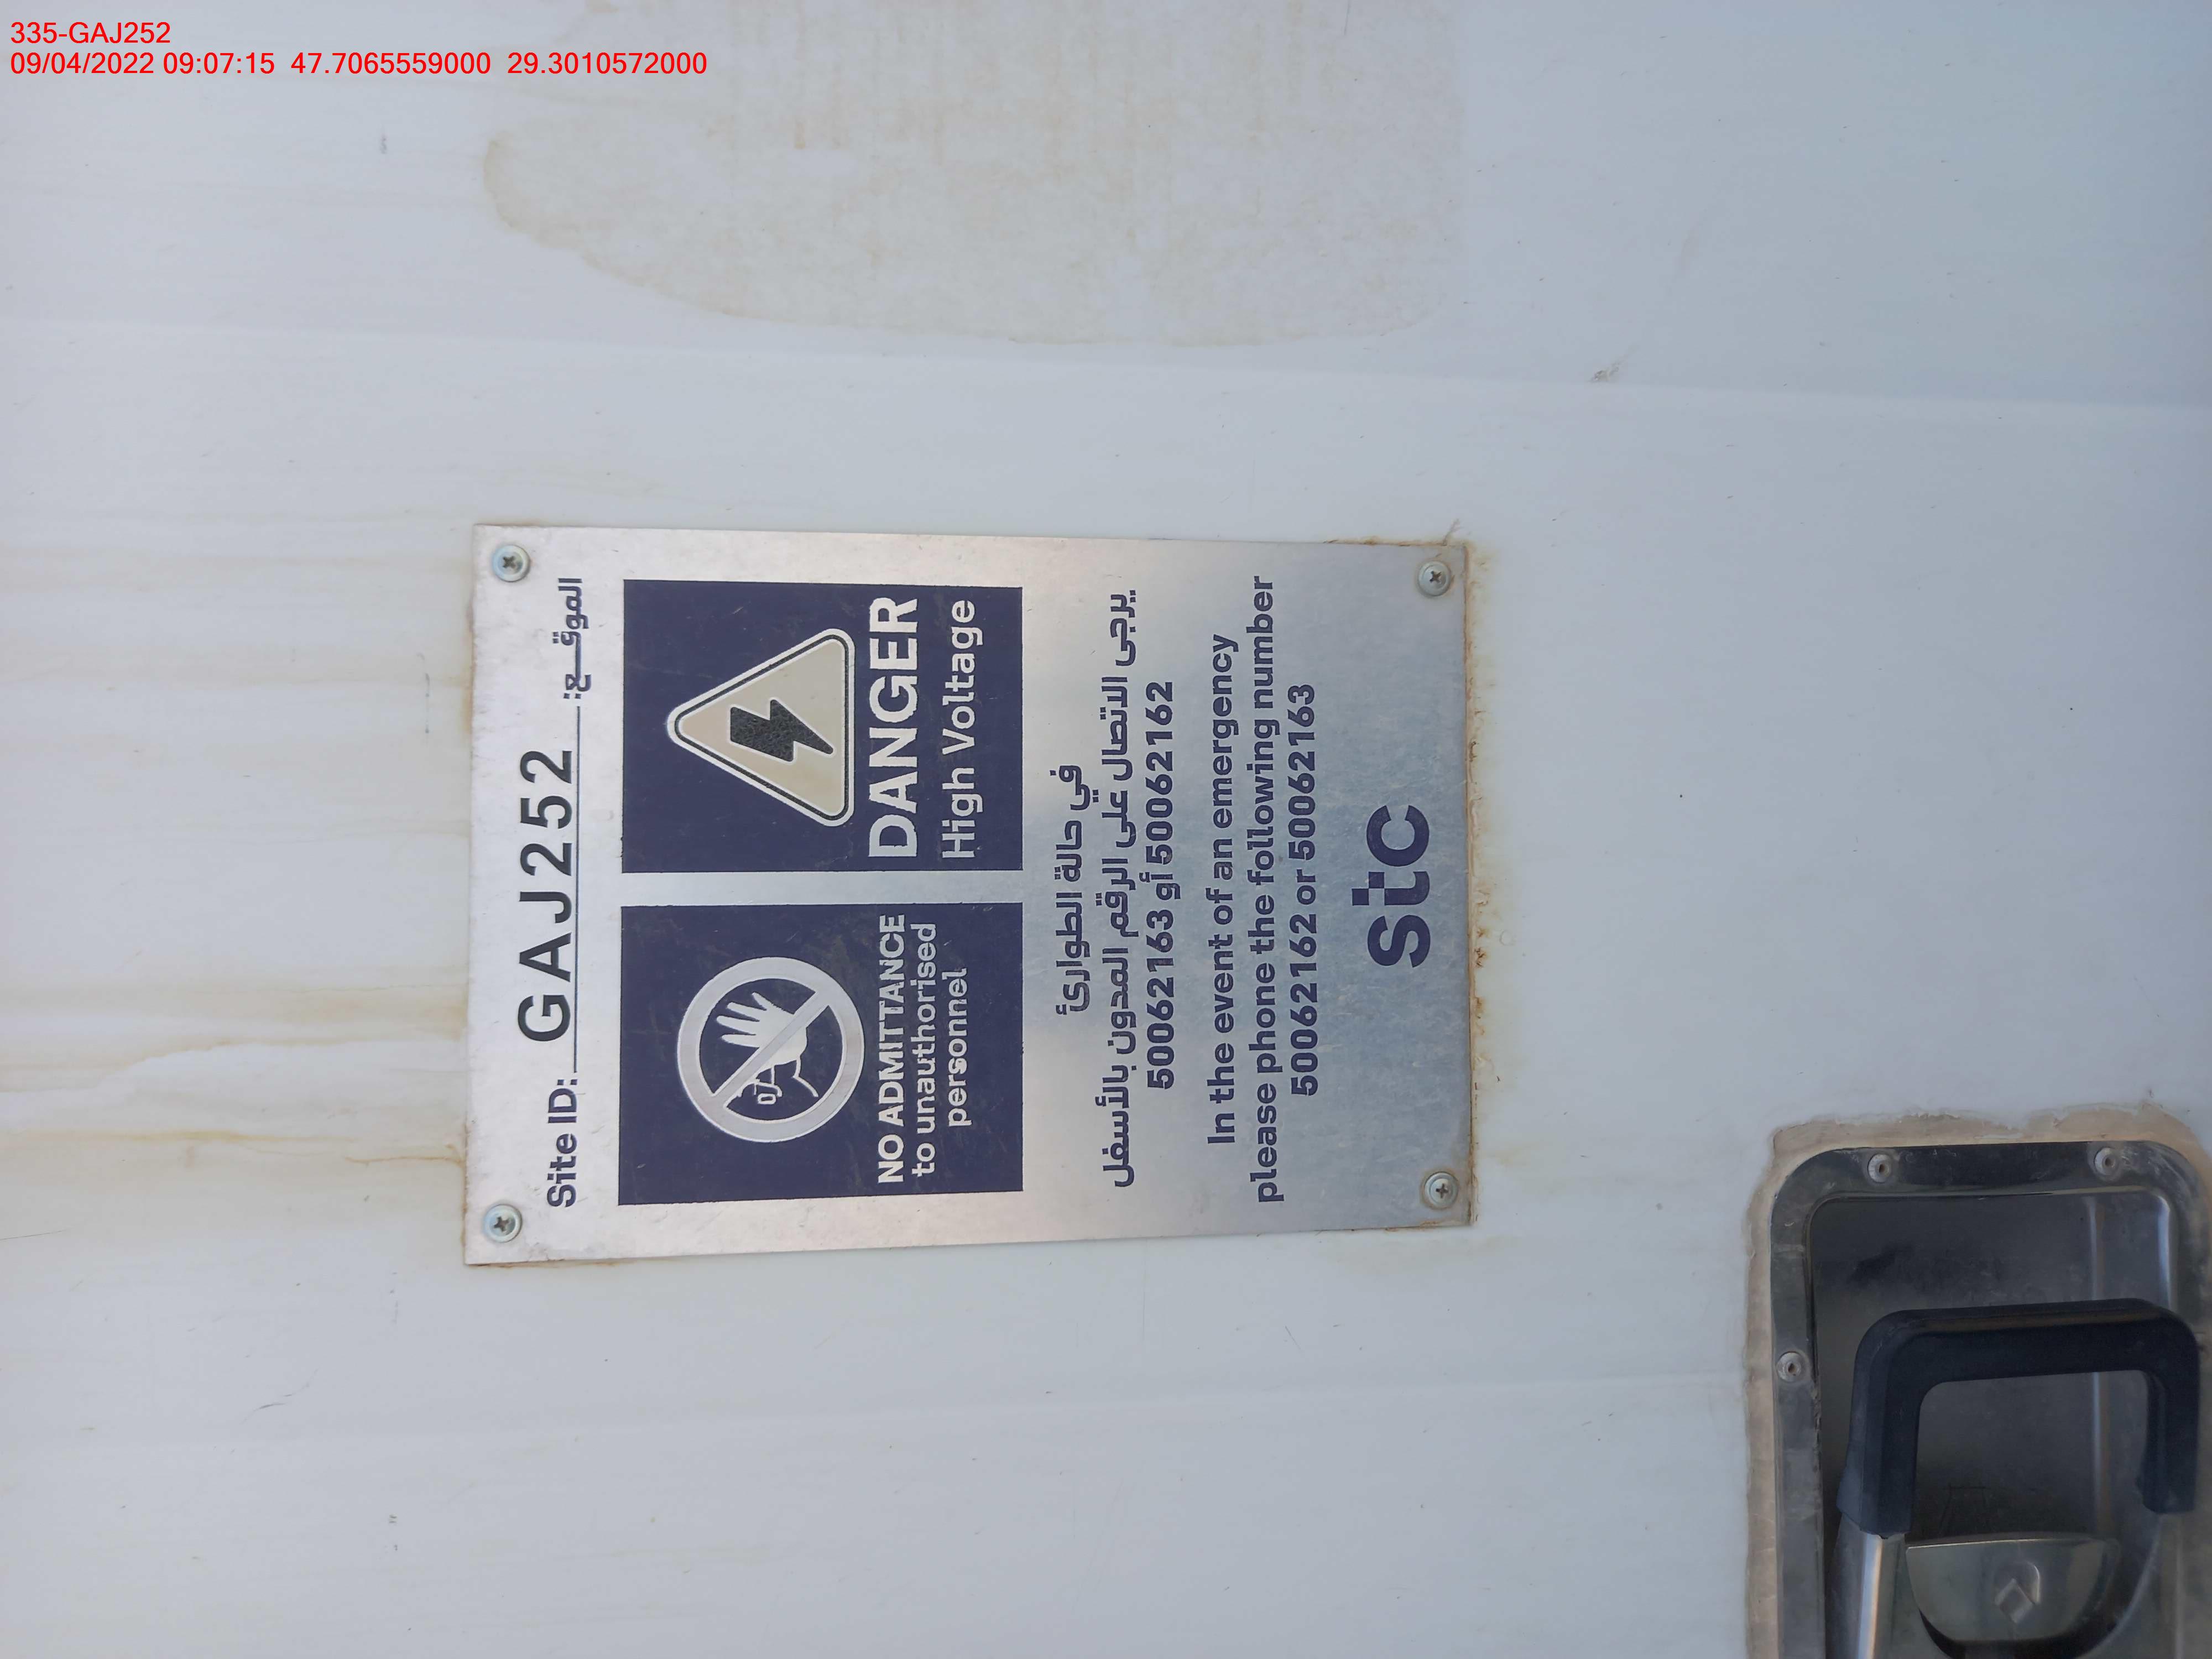 335-GAJ252
09/04/2022 09:07:15 47.7065559000 29.3010572000
Site ID: GAJ252 الموقــع:
NO ADMITTANCE
to unauthorised
personnel
DANGER
High Voltage
في حالة الطوارئ
يرجى الاتصال على الرقم المدون بالأسفل
50062162 أو 50062163
In the event of an emergency
please phone the following number
50062162 or 50062163
stc